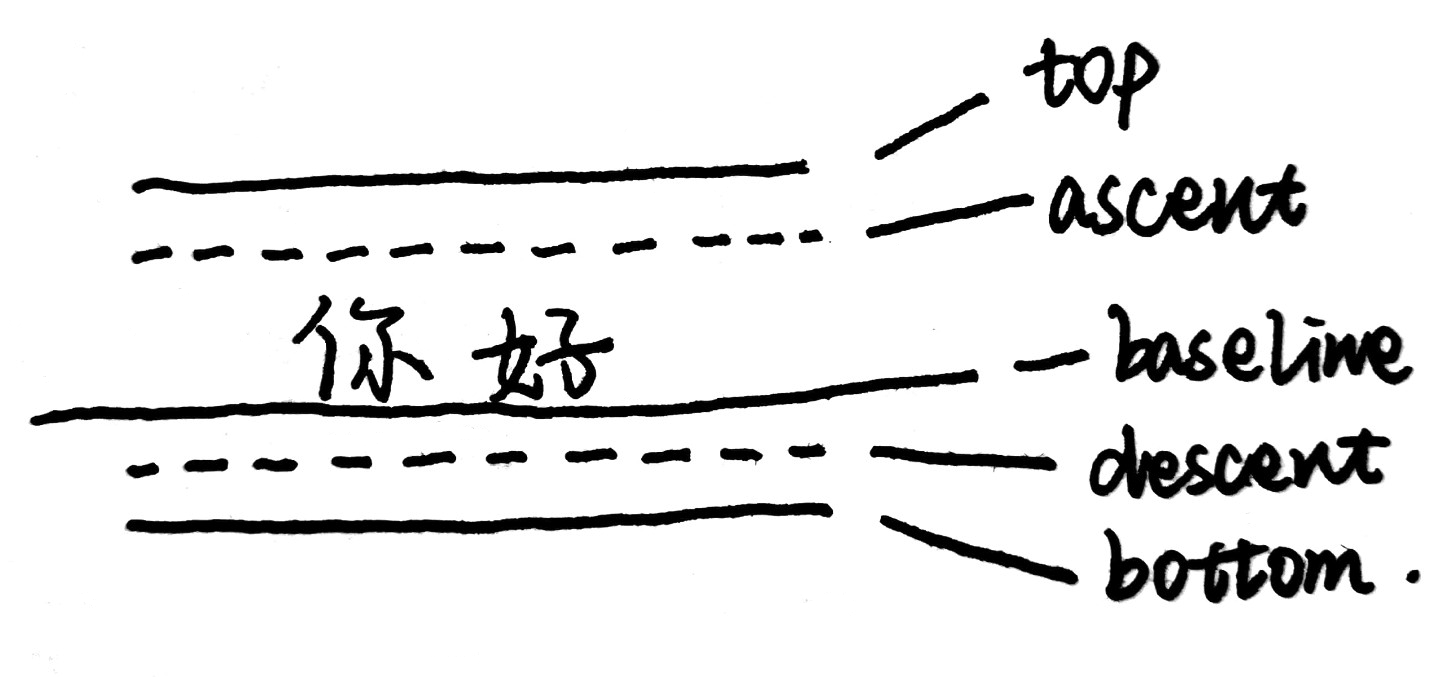 top
ascent
你好
baseline
descent
bottom.